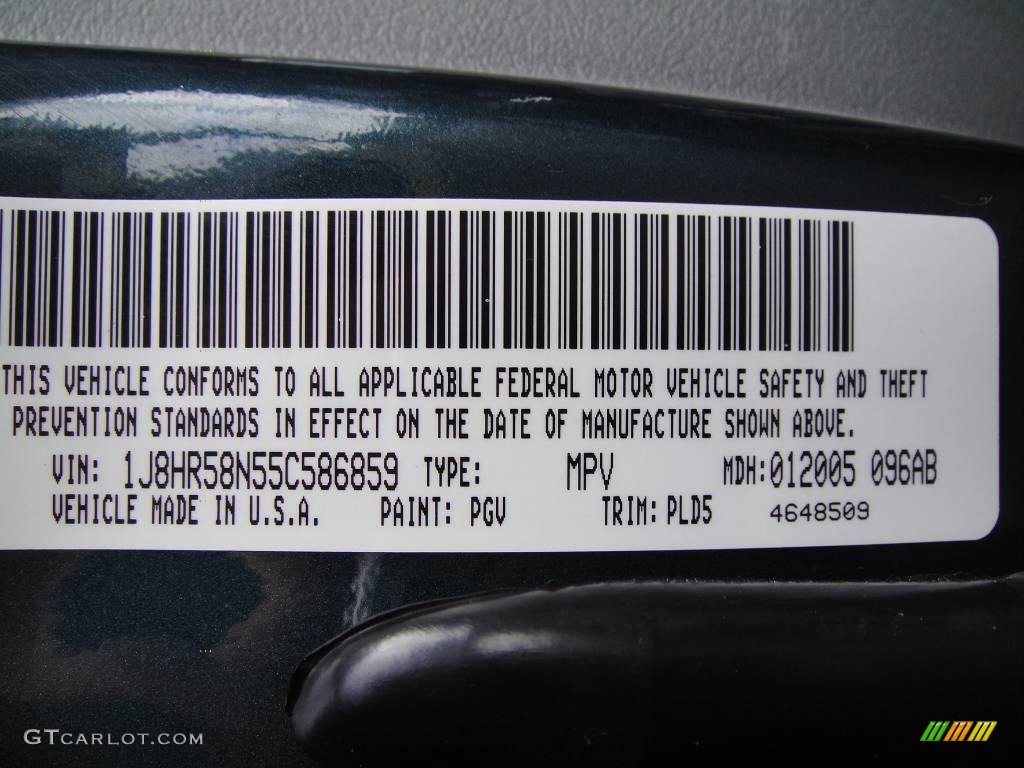 THIS VEHICLE CONFORMS TO ALL APPLICABLE FEDERAL MOTOR VEHICLE SAFETY AND THEFT
PREVENTION STANDARDS IN EFFECT ON THE DATE OF MANUFACTURE SHOWN ABOVE.
VIN: 1J8HR58N55C586859 TYPE: MPV MDH:012005 096AB
VEHICLE MADE IN U.S.A. PAINT: PGV TRIM: PLD5 4648509
GTCARLOT.COM